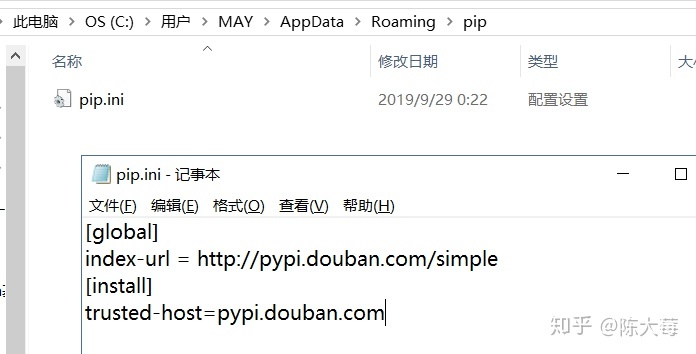 此电脑 > OS (C:) > 用户 > MAY > AppData > Roaming > pip
名称 修改日期 类型
pip.ini 2019/9/29 0:22 配置设置
pip.ini - 记事本
文件(F) 编辑(E) 格式(O) 查看(V) 帮助(H)
[global]
index-url = http://pypi.douban.com/simple
[install]
trusted-host=pypi.douban.com
知乎 @陈大莓